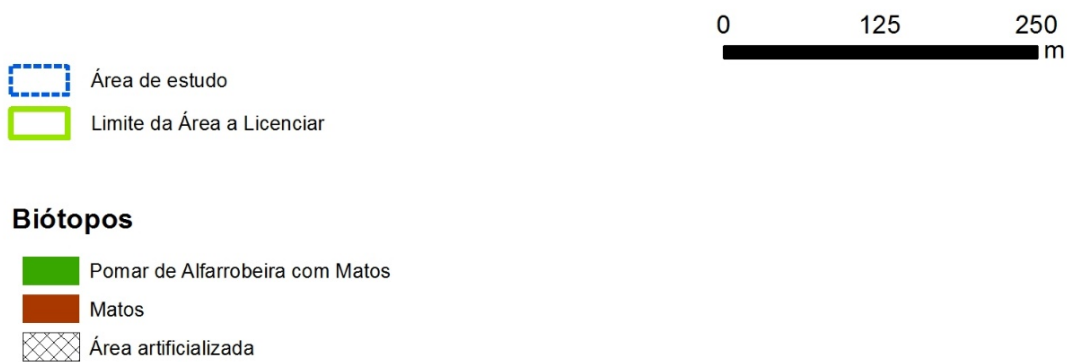 0 125 250
m
Área de estudo
Limite da Área a Licenciar
Biótopos
Pomar de Alfarrobeira com Matos
Matos
Área artificializada